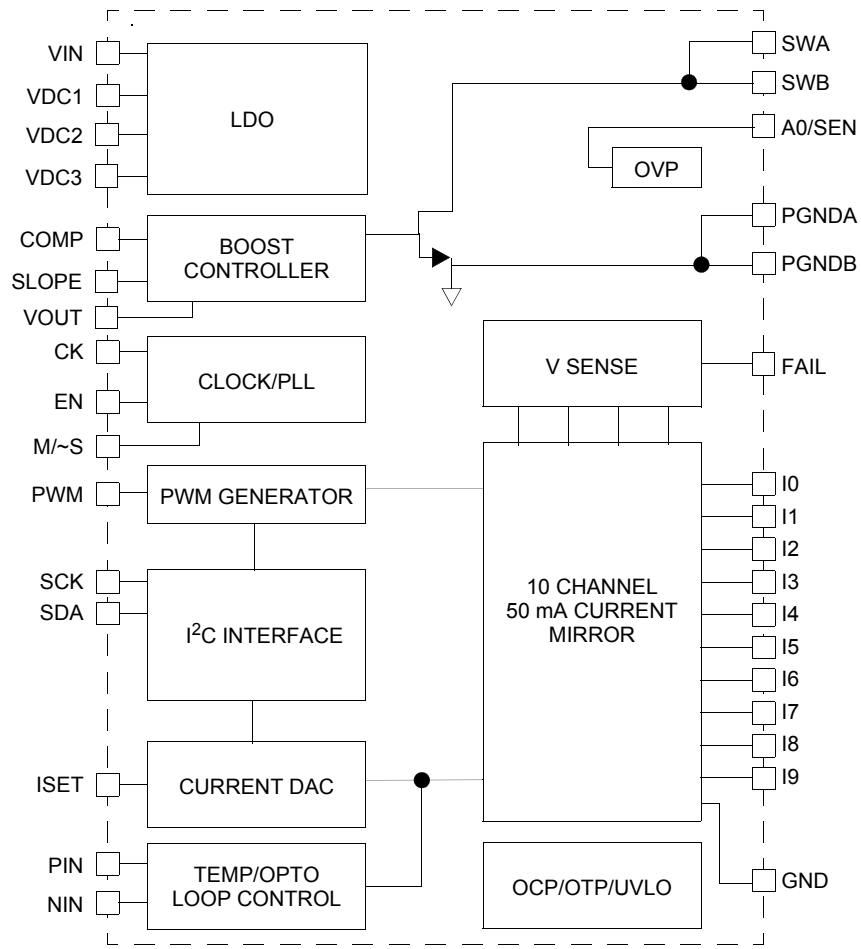 VIN
VDC1
VDC2
VDC3
LDO
SWA
SWB
A0/SEN
OVP
PGNDA
PGNDB
COMP
SLOPE
VOUT
BOOST
CONTROLLER
CK
EN
M/~S
CLOCK/PLL
V SENSE
FAIL
PWM
PWM GENERATOR
SCK
SDA
I²C INTERFACE
10 CHANNEL
50 mA CURRENT
MIRROR
I0
I1
I2
I3
I4
I5
I6
I7
I8
I9
ISET
CURRENT DAC
PIN
NIN
TEMP/OPTO
LOOP CONTROL
OCP/OTP/UVLO
GND